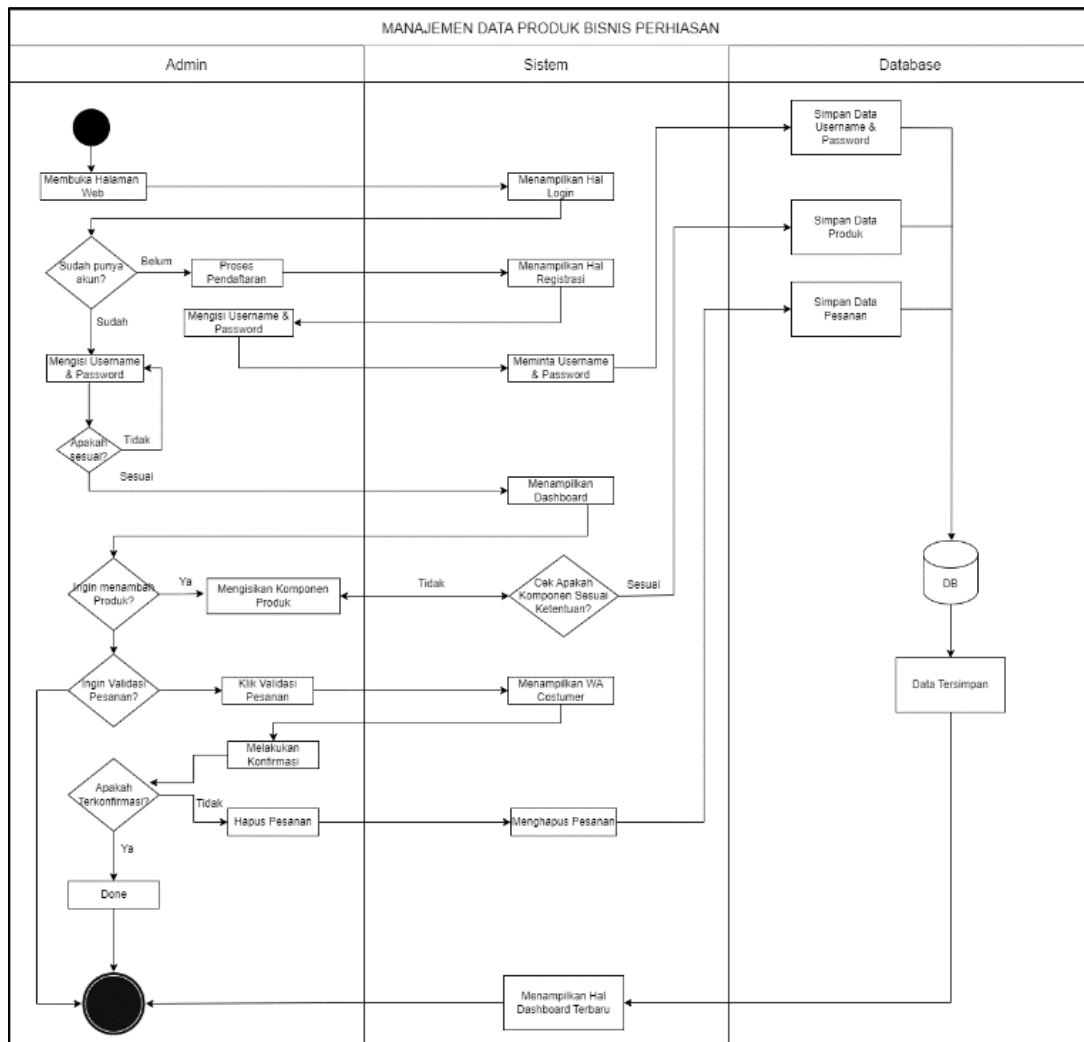 MANAJEMEN DATA PRODUK BISNIS PERHIASAN
Admin
Sistem
Database
Simpan Data
Username &
Password
Membuka Halaman
Web
Menampilkan Hal
Login
Simpan Data
Produk
Sudah punya
akun?
Belum
Proses
Pendaftaran
Menampilkan Hal
Registrasi
Simpan Data
Pesanan
Sudah
Mengisi Username &
Password
Mengisi Username
& Password
Meminta Username
& Password
Apakah
sesuai?
Tidak
Sesuai
Menampilkan
Dashboard
Ingin menambah
Produk?
Ya
Mengisikan Komponen
Produk
Tidak
Cek Apakah
Komponen Sesuai
Ketentuan?
Sesuai
DB
Ingin Validasi
Pesanan?
Klik Validasi
Pesanan
Menampilkan WA
Costumer
Data Tersimpan
Melakukan
Konfirmasi
Apakah
Terkonfirmasi?
Tidak
Hapus Pesanan
Menghapus Pesanan
Ya
Done
Menampilkan Hal
Dashboard Terbaru